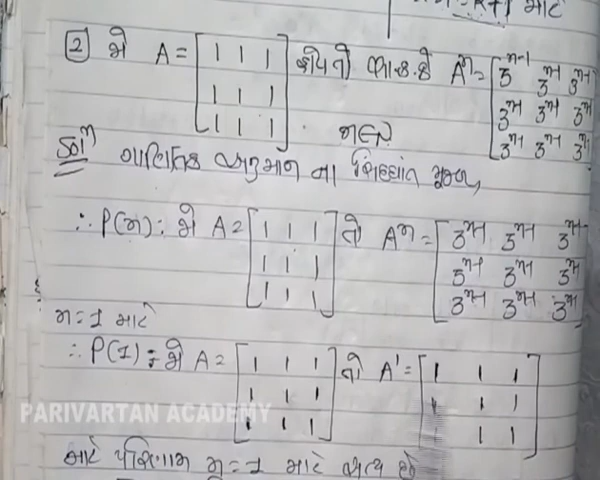 R+1 માટે
[2] જો A = [1 1 1 હોય તો સા.ક.કે Aⁿ = [3ⁿ⁻¹ 3ⁿ⁻¹ 3ⁿ⁻¹
1 1 1 3ⁿ⁻¹ 3ⁿ⁻¹ 3ⁿ⁻¹
1 1 1] n∈N 3ⁿ⁻¹ 3ⁿ⁻¹ 3ⁿ⁻¹]
Solⁿ ગાણિતિક અનુમાન ના સિદ્ધાંત મુજબ,
∴ P(n) : જો A = [1 1 1 તો Aⁿ = [3ⁿ⁻¹ 3ⁿ⁻¹ 3ⁿ⁻¹
1 1 1 3ⁿ⁻¹ 3ⁿ⁻¹ 3ⁿ⁻¹
1 1 1] 3ⁿ⁻¹ 3ⁿ⁻¹ 3ⁿ⁻¹]
n = 1 માટે
∴ P(1) : જો A = [1 1 1 તો A¹ = [1 1 1
1 1 1 1 1 1
1 1 1] 1 1]
PARIVARTAN ACADEMY
માટે પરિણામ n = 1 માટે સત્ય છે